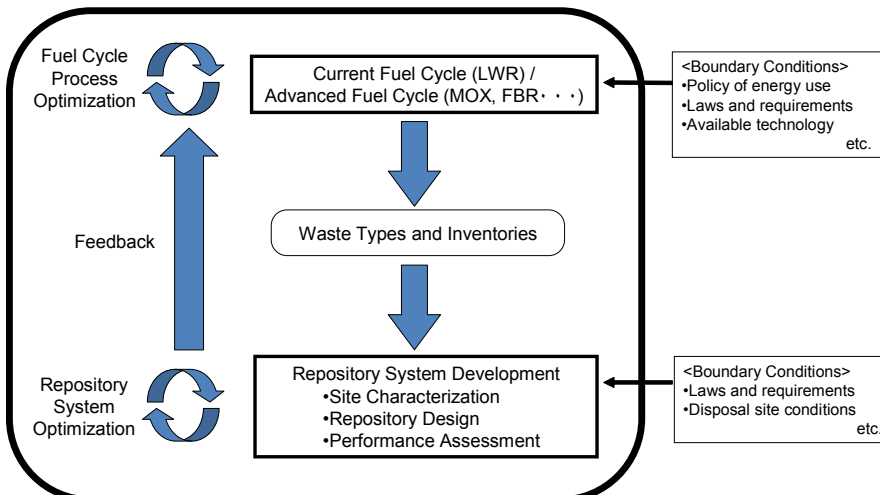 Fuel Cycle
Process
Optimization
Current Fuel Cycle (LWR) /
Advanced Fuel Cycle (MOX, FBR・・・)
<Boundary Conditions>
•Policy of energy use
•Laws and requirements
•Available technology
etc.
Feedback
Waste Types and Inventories
Repository
System
Optimization
Repository System Development
•Site Characterization
•Repository Design
•Performance Assessment
<Boundary Conditions>
•Laws and requirements
•Disposal site conditions
etc.